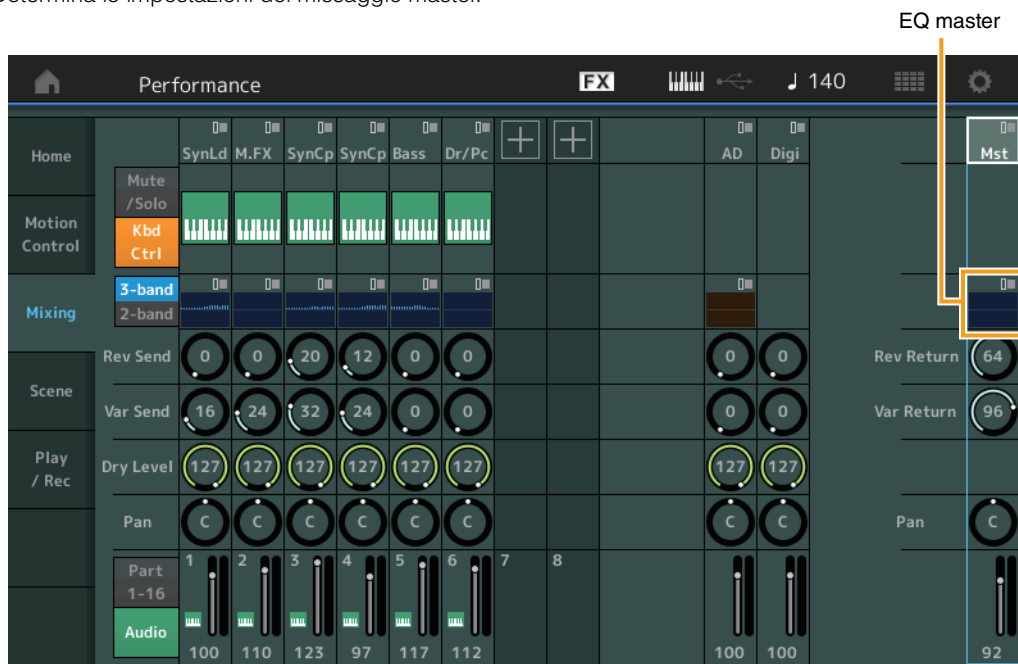 Determina le impostazioni del missaggio master.
EQ master
Performance FX 140
SynLd M.FX SynCp SynCp Bass Dr/Pc AD Digi Mst
Home
Mute
/Solo
Motion
Control
Kbd
Ctrl
3-band
2-band
Mixing
Rev Send 0 0 20 12 0 0 0 0 Rev Return 64
Scene
Var Send 16 24 32 24 0 0 0 0 Var Return 96
Play
/ Rec
Dry Level 127 127 127 127 127 127 127 127
Pan C C C C C C C C Pan C
1 2 3 4 5 6 7 8
Part
1-16
Audio
100 110 123 97 117 112 100 100 92